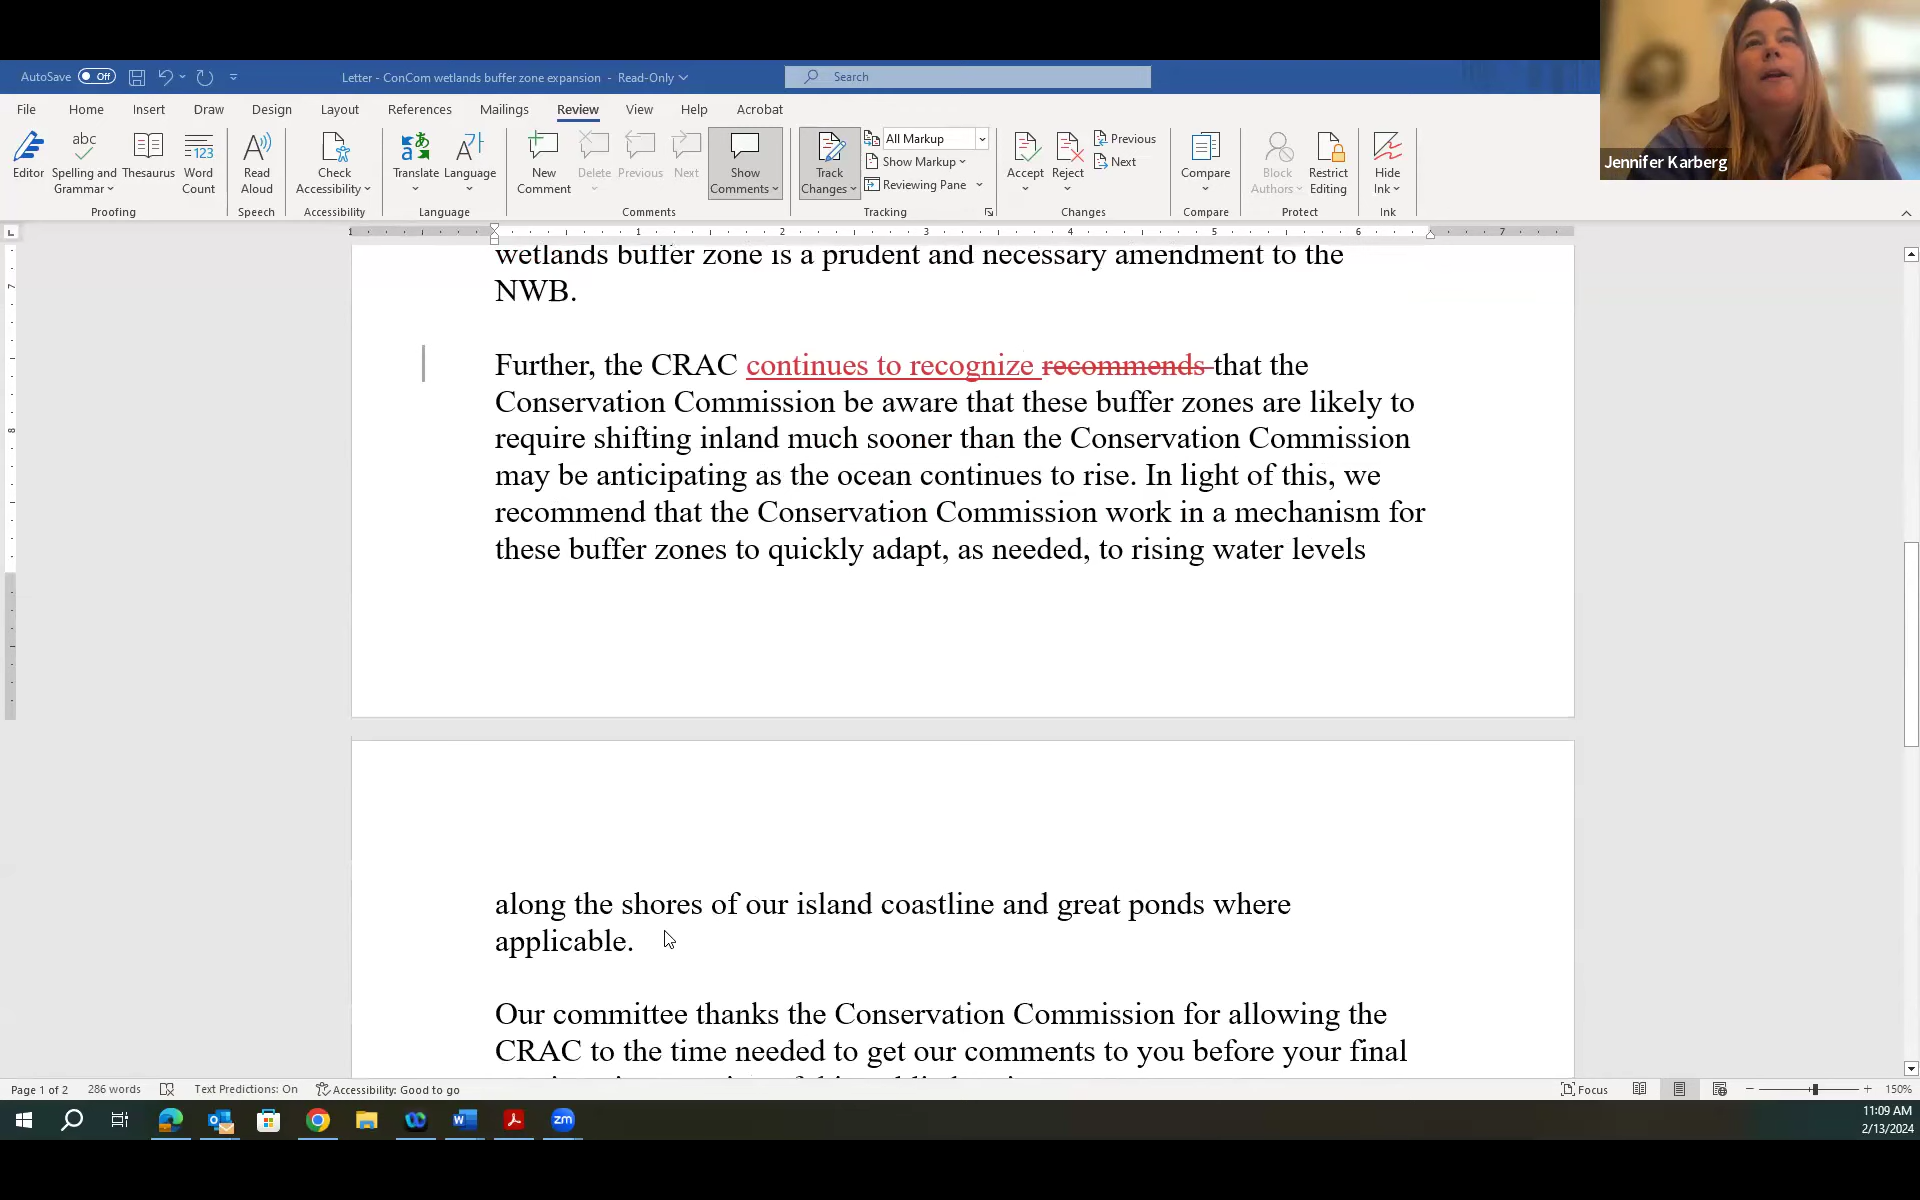 AutoSave Off Letter - ConCom wetlands buffer zone expansion - Read-Only Search
File Home Insert Draw Design Layout References Mailings Review View Help Acrobat
Editor
Spelling and Grammar
Thesaurus
Word Count
Proofing
Read Aloud
Speech
Check Accessibility
Accessibility
Translate
Language
Language
New Comment
Delete
Previous
Next
Show Comments
Comments
Track Changes
All Markup
Show Markup
Reviewing Pane
Tracking
Accept
Reject
Previous
Next
Changes
Compare
Compare
Block Authors
Restrict Editing
Protect
Hide Ink
Ink
Jennifer Karberg
1 1 2 3 4 5 6 7
7
8
wetlands buffer zone is a prudent and necessary amendment to the
NWB.
Further, the CRAC continues to recognize recommends that the
Conservation Commission be aware that these buffer zones are likely to
require shifting inland much sooner than the Conservation Commission
may be anticipating as the ocean continues to rise. In light of this, we
recommend that the Conservation Commission work in a mechanism for
these buffer zones to quickly adapt, as needed, to rising water levels
along the shores of our island coastline and great ponds where
applicable.
Our committee thanks the Conservation Commission for allowing the
CRAC to the time needed to get our comments to you before your final
Page 1 of 2 286 words Text Predictions: On Accessibility: Good to go Focus 150%
11:09 AM
2/13/2024